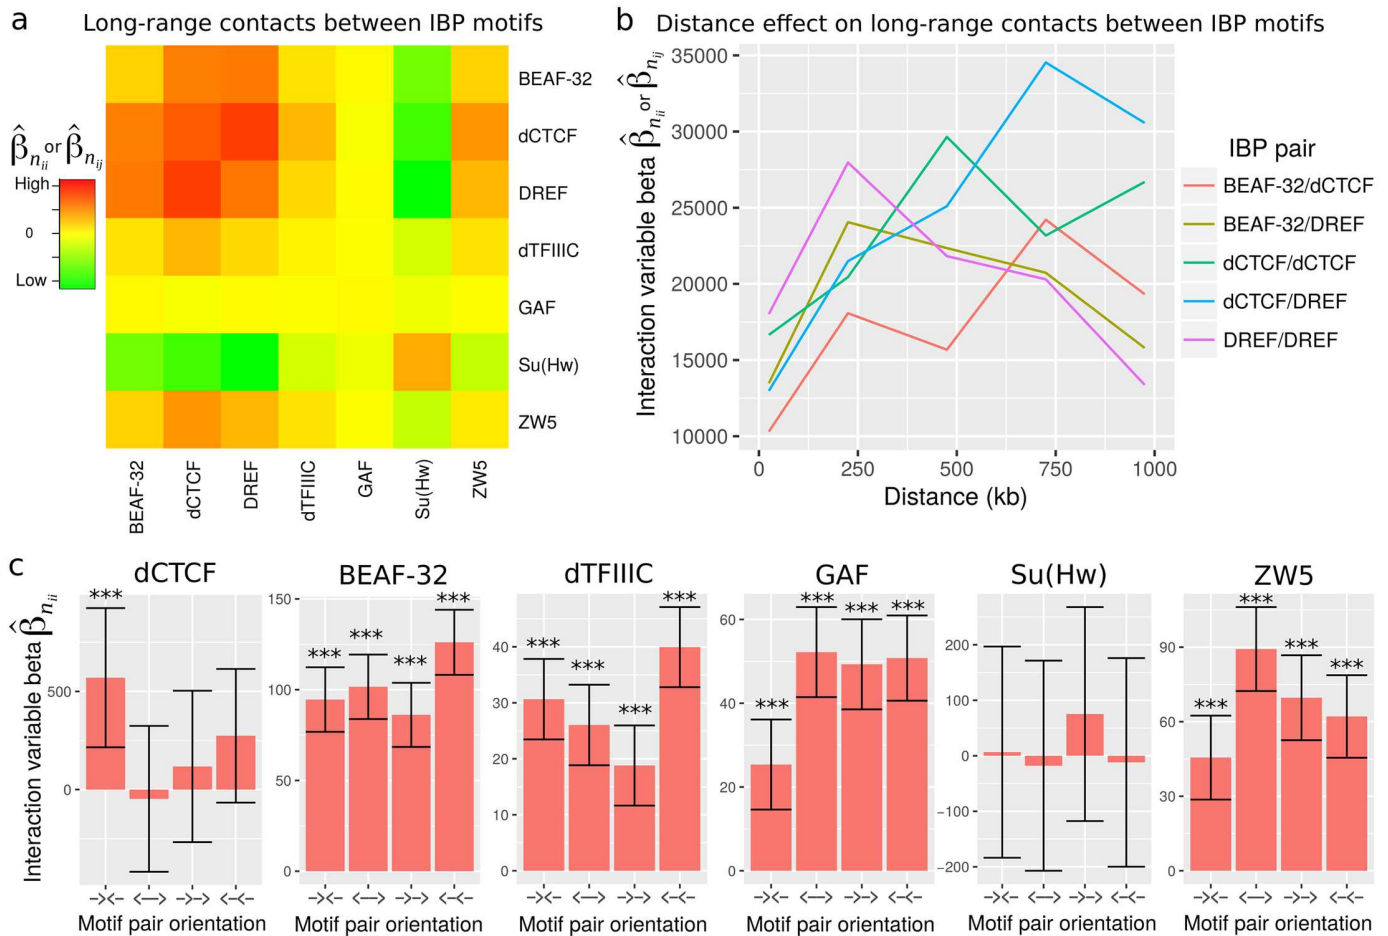 a Long-range contacts between IBP motifs
β̂nii or β̂nij
High
0
Low
BEAF-32
dCTCF
DREF
dTFIIIC
GAF
Su(Hw)
ZW5
BEAF-32
dCTCF
DREF
dTFIIIC
GAF
Su(Hw)
ZW5
b Distance effect on long-range contacts between IBP motifs
Interaction variable beta β̂nii or β̂nij
35000
30000
25000
20000
15000
10000
0 250 500 750 1000
Distance (kb)
IBP pair
BEAF-32/dCTCF
BEAF-32/DREF
dCTCF/dCTCF
dCTCF/DREF
DREF/DREF
c
Interaction variable beta β̂nii
dCTCF
***
500
0
-><- <--> ->-> <-<-
Motif pair orientation
BEAF-32
*** *** *** ***
150
100
50
0
-><- <--> ->-> <-<-
Motif pair orientation
dTFIIIC
*** *** *** ***
40
30
20
10
0
-><- <--> ->-> <-<-
Motif pair orientation
GAF
*** *** *** ***
60
40
20
0
-><- <--> ->-> <-<-
Motif pair orientation
Su(Hw)
200
100
0
-100
-200
-><- <--> ->-> <-<-
Motif pair orientation
ZW5
*** *** *** ***
90
60
30
0
-><- <--> ->-> <-<-
Motif pair orientation